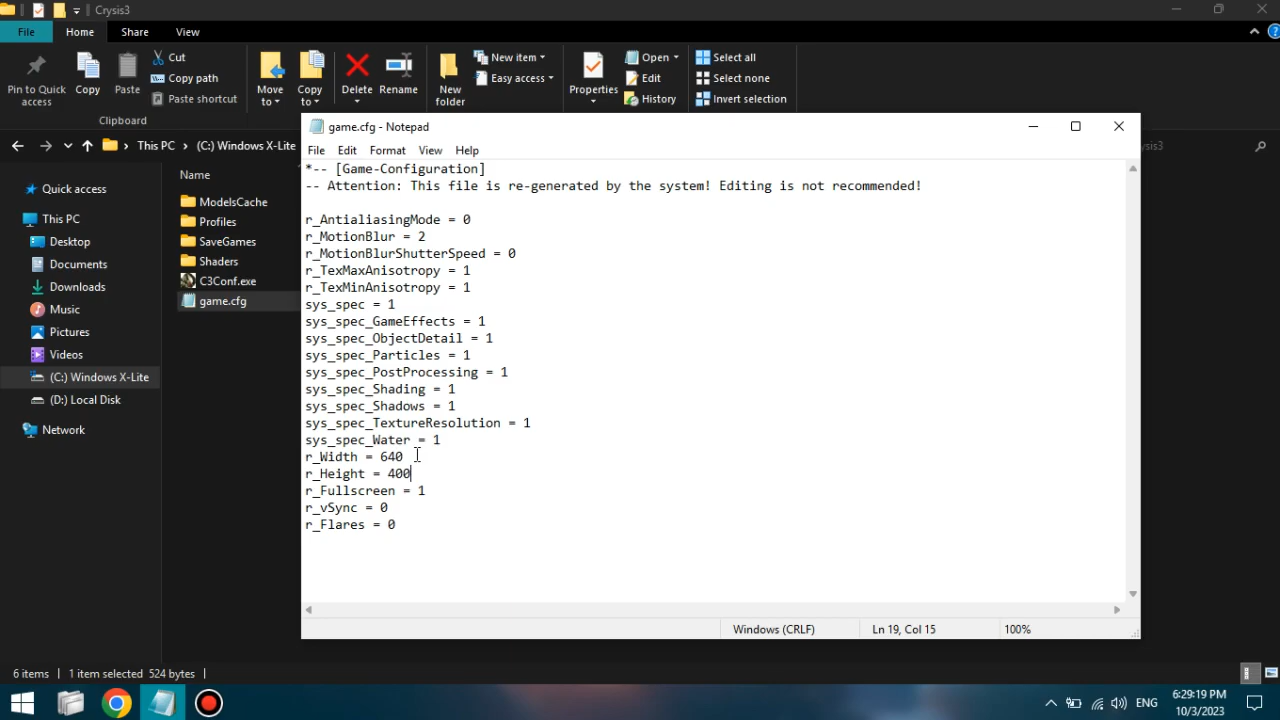 Crysis3
File
Home
Share
View
Pin to Quick access
Copy
Paste
Cut
Copy path
Paste shortcut
Clipboard
Move to
Copy to
Delete
Rename
New folder
New item
Easy access
Properties
Open
Edit
History
Select all
Select none
Invert selection
This PC
(C:) Windows X-Lite
Quick access
This PC
Desktop
Documents
Downloads
Music
Pictures
Videos
(C:) Windows X-Lite
(D:) Local Disk
Network
Name
ModelsCache
Profiles
SaveGames
Shaders
C3Conf.exe
game.cfg
game.cfg - Notepad
File Edit Format View Help
*-- [Game-Configuration]
-- Attention: This file is re-generated by the system! Editing is not recommended!
r_AntialiasingMode = 0
r_MotionBlur = 2
r_MotionBlurShutterSpeed = 0
r_TexMaxAnisotropy = 1
r_TexMinAnisotropy = 1
sys_spec = 1
sys_spec_GameEffects = 1
sys_spec_ObjectDetail = 1
sys_spec_Particles = 1
sys_spec_PostProcessing = 1
sys_spec_Shading = 1
sys_spec_Shadows = 1
sys_spec_TextureResolution = 1
sys_spec_Water = 1
r_Width = 640
r_Height = 400
r_Fullscreen = 1
r_vSync = 0
r_Flares = 0
Windows (CRLF)
Ln 19, Col 15
100%
6 items
1 item selected 524 bytes
ENG
6:29:19 PM
10/3/2023